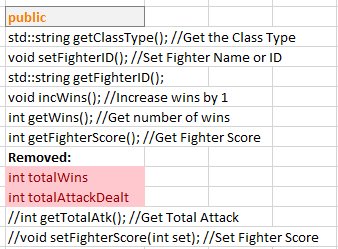 public
std::string getClassType(); //Get the Class Type
void setFighterID(); //Set Fighter Name or ID
std::string getFighterID();
void incWins(); //Increase wins by 1
int getWins(); //Get number of wins
int getFighterScore(); //Get Fighter Score
Removed:
int totalWins
int totalAttackDealt
//int getTotalAtk(); //Get Total Attack
//void setFighterScore(int set); //Set Fighter Score